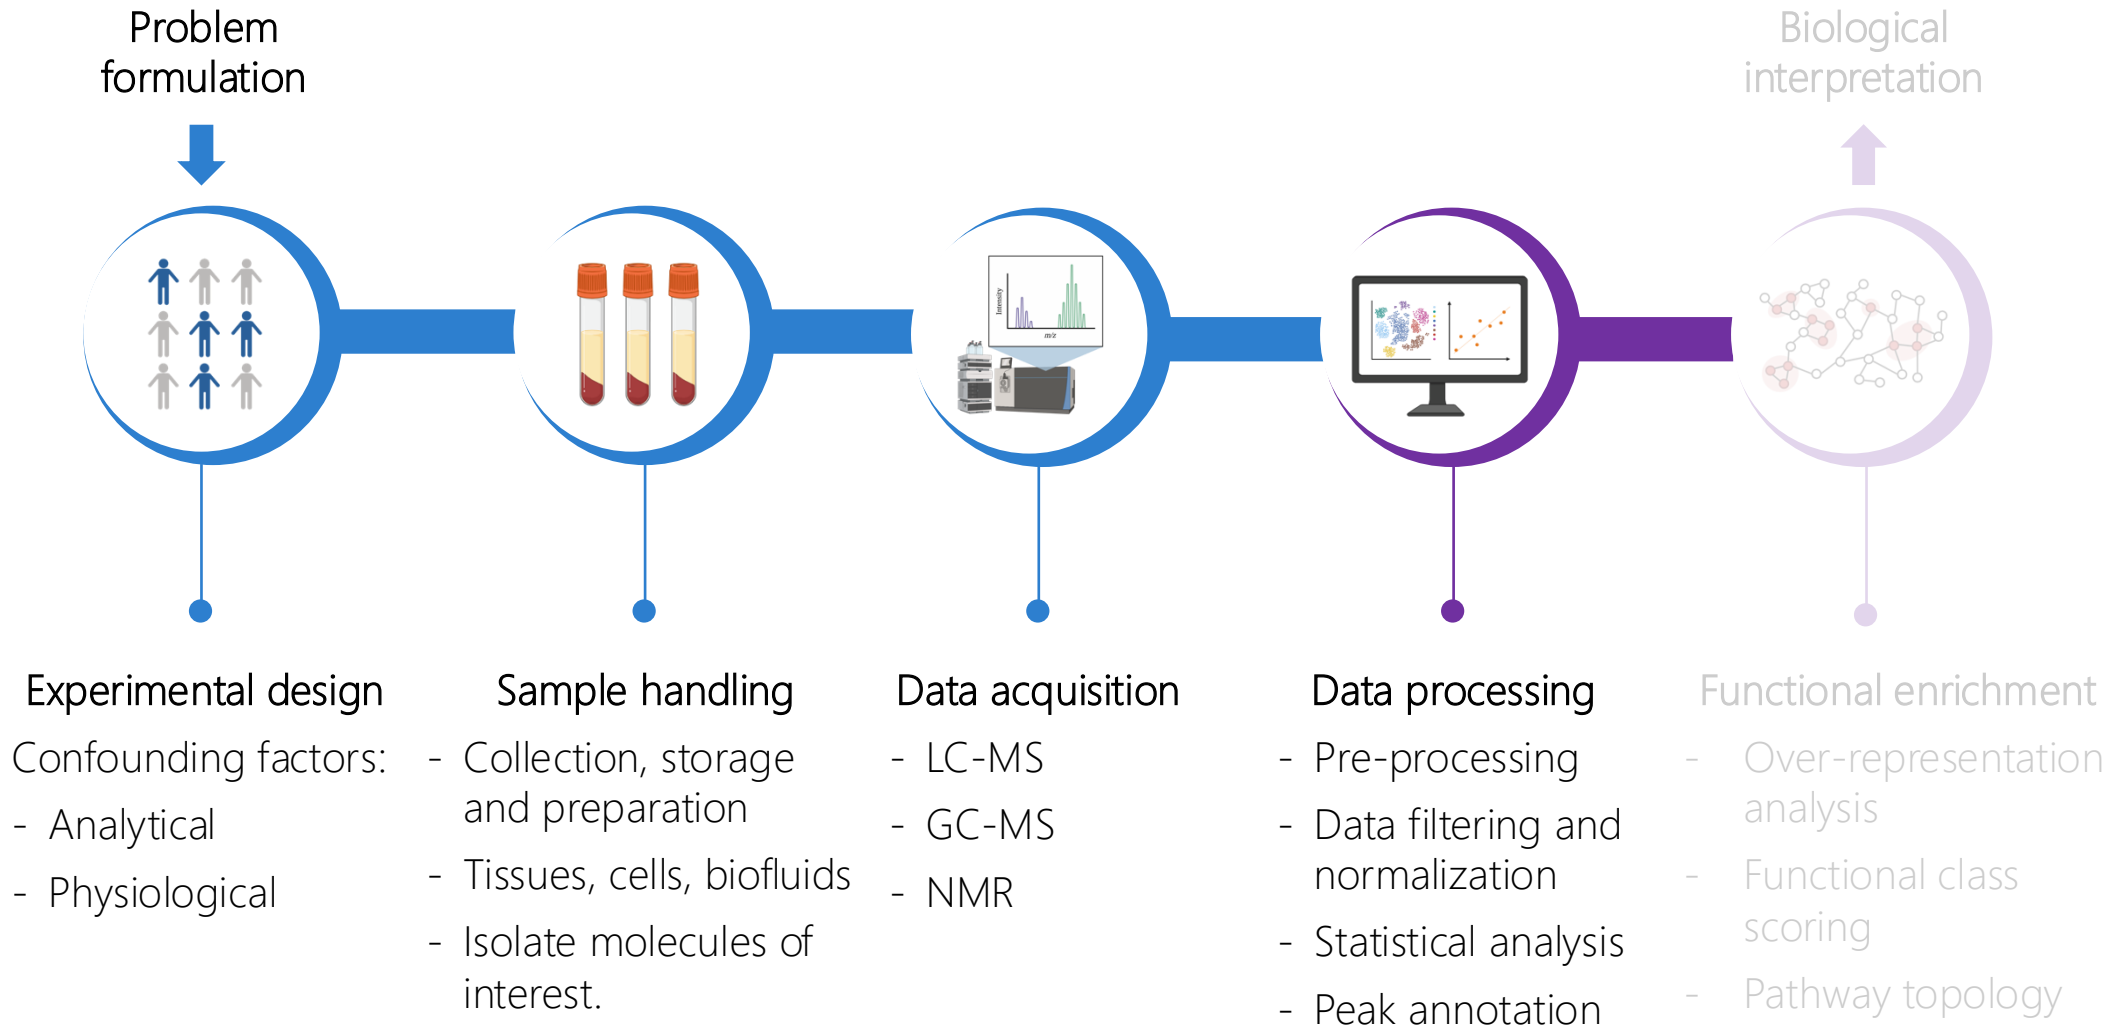 Problem
formulation
Biological
interpretation
Intensity
m/z
Experimental design
Confounding factors:
- Analytical
- Physiological
Sample handling
- Collection, storage
and preparation
- Tissues, cells, biofluids
- Isolate molecules of
interest.
Data acquisition
- LC-MS
- GC-MS
- NMR
Data processing
- Pre-processing
- Data filtering and
normalization
- Statistical analysis
- Peak annotation
Functional enrichment
- Over-representation
analysis
- Functional class
scoring
- Pathway topology